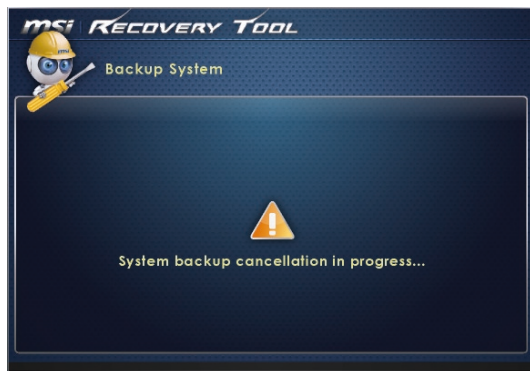 msi RECOVERY TOOL
Backup System
System backup cancellation in progress...